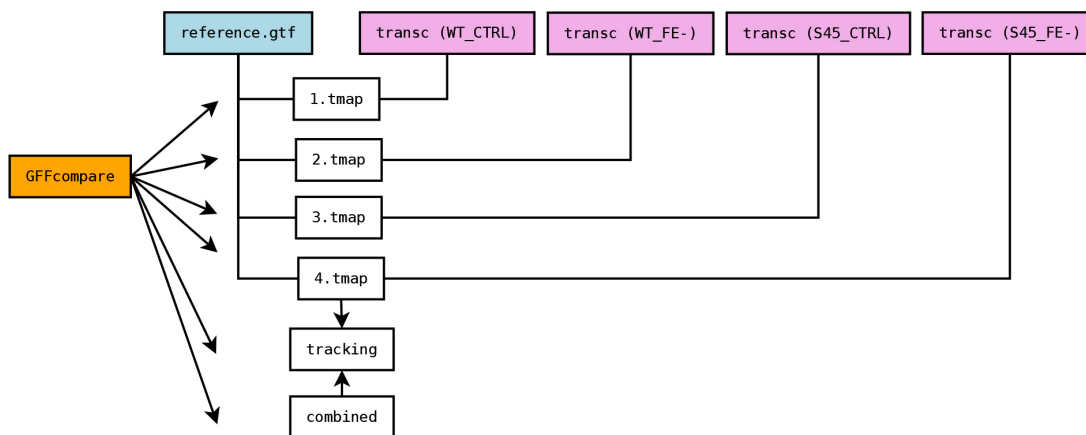 reference.gtf
transc (WT_CTRL)
transc (WT_FE-)
transc (S45_CTRL)
transc (S45_FE-)
1.tmap
2.tmap
GFFcompare
3.tmap
4.tmap
tracking
combined